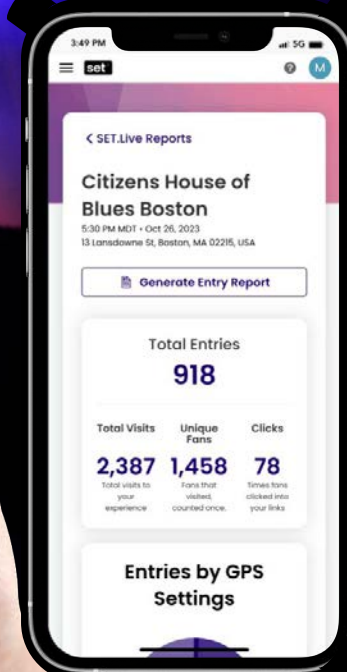 3:49 PM
5G
set
?
M
< SET.Live Reports
Citizens House of
Blues Boston
5:30 PM MDT • Oct 26, 2023
13 Lansdowne St, Boston, MA 02215, USA
Generate Entry Report
Total Entries
918
Total Visits
2,387
Total visits to
your
experience
Unique
Fans
1,458
Fans that
visited,
counted once.
Clicks
78
Times fans
clicked into
your links
Entries by GPS
Settings